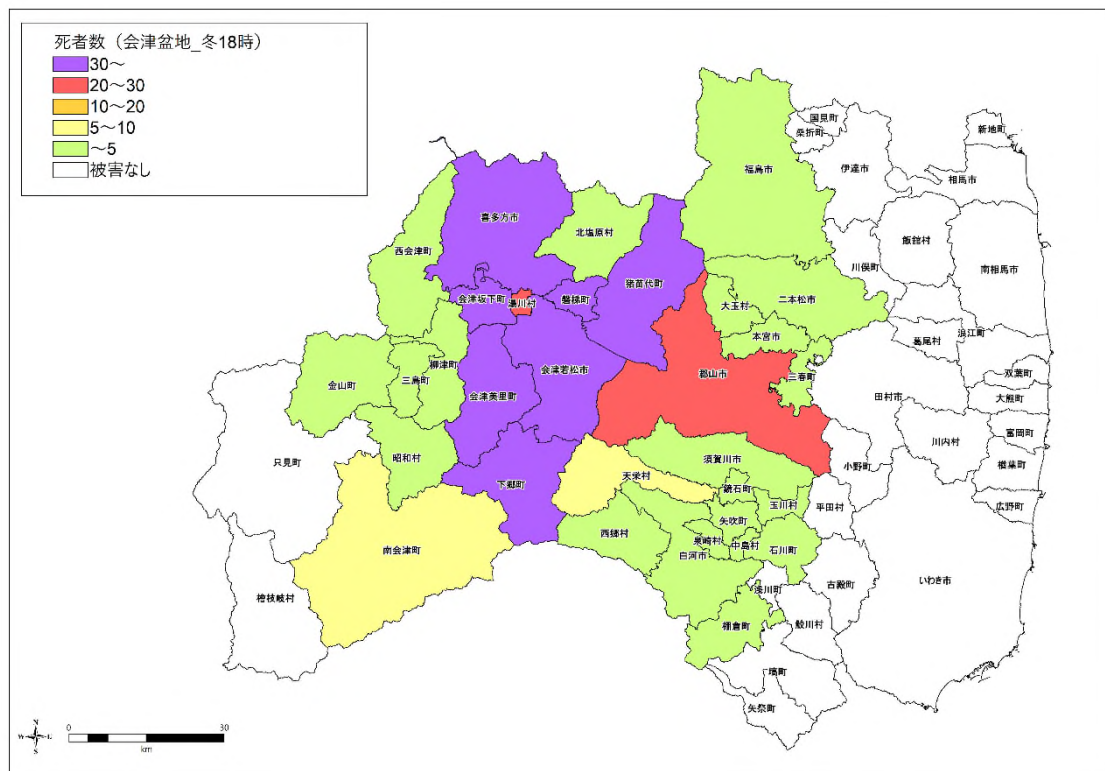 死者数（会津盆地_冬18時）
30～
20～30
10～20
5～10
～5
被害なし
国見町
桑折町
新地町
伊達市
相馬市
福島市
喜多方市
北塩原村
飯舘村
西会津町
川俣町
南相馬市
猪苗代町
会津坂下町
湯川村
磐梯町
大玉村
二本松市
本宮市
葛尾村
浪江町
柳津町
会津若松市
郡山市
三春町
双葉町
金山町
三島町
会津美里町
田村市
大熊町
富岡町
川内村
只見町
昭和村
須賀川市
小野町
楢葉町
下郷町
天栄村
鏡石町
玉川村
平田村
広野町
西郷村
矢吹町
泉崎村
中島村
石川町
南会津町
白河市
いわき市
古殿町
檜枝岐村
浅川町
棚倉町
鮫川村
塙町
矢祭町
N
W
E
S
0
30
km